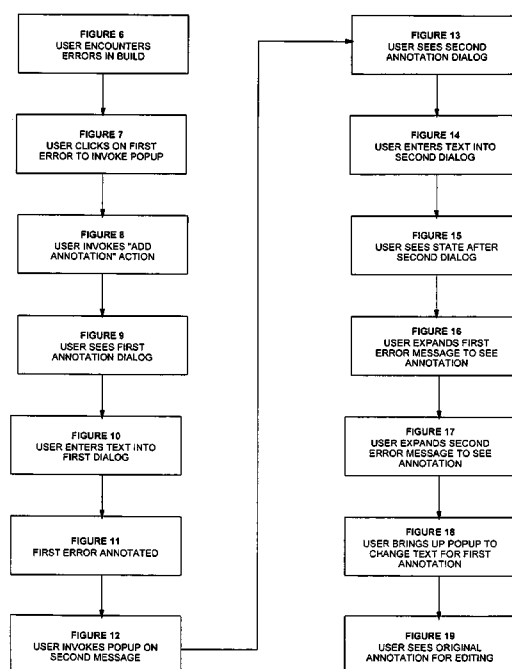 FIGURE 6
USER ENCOUNTERS
ERRORS IN BUILD
FIGURE 7
USER CLICKS ON FIRST
ERROR TO INVOKE POPUP
FIGURE 8
USER INVOKES "ADD
ANNOTATION" ACTION
FIGURE 9
USER SEES FIRST
ANNOTATION DIALOG
FIGURE 10
USER ENTERS TEXT INTO
FIRST DIALOG
FIGURE 11
FIRST ERROR ANNOTATED
FIGURE 12
USER INVOKES POPUP ON
SECOND MESSAGE
FIGURE 13
USER SEES SECOND
ANNOTATION DIALOG
FIGURE 14
USER ENTERS TEXT INTO
SECOND DIALOG
FIGURE 15
USER SEES STATE AFTER
SECOND DIALOG
FIGURE 16
USER EXPANDS FIRST
ERROR MESSAGE TO SEE
ANNOTATION
FIGURE 17
USER EXPANDS SECOND
ERROR MESSAGE TO SEE
ANNOTATION
FIGURE 18
USER BRINGS UP POPUP TO
CHANGE TEXT FOR FIRST
ANNOTATION
FIGURE 19
USER SEES ORIGINAL
ANNOTATION FOR EDITING